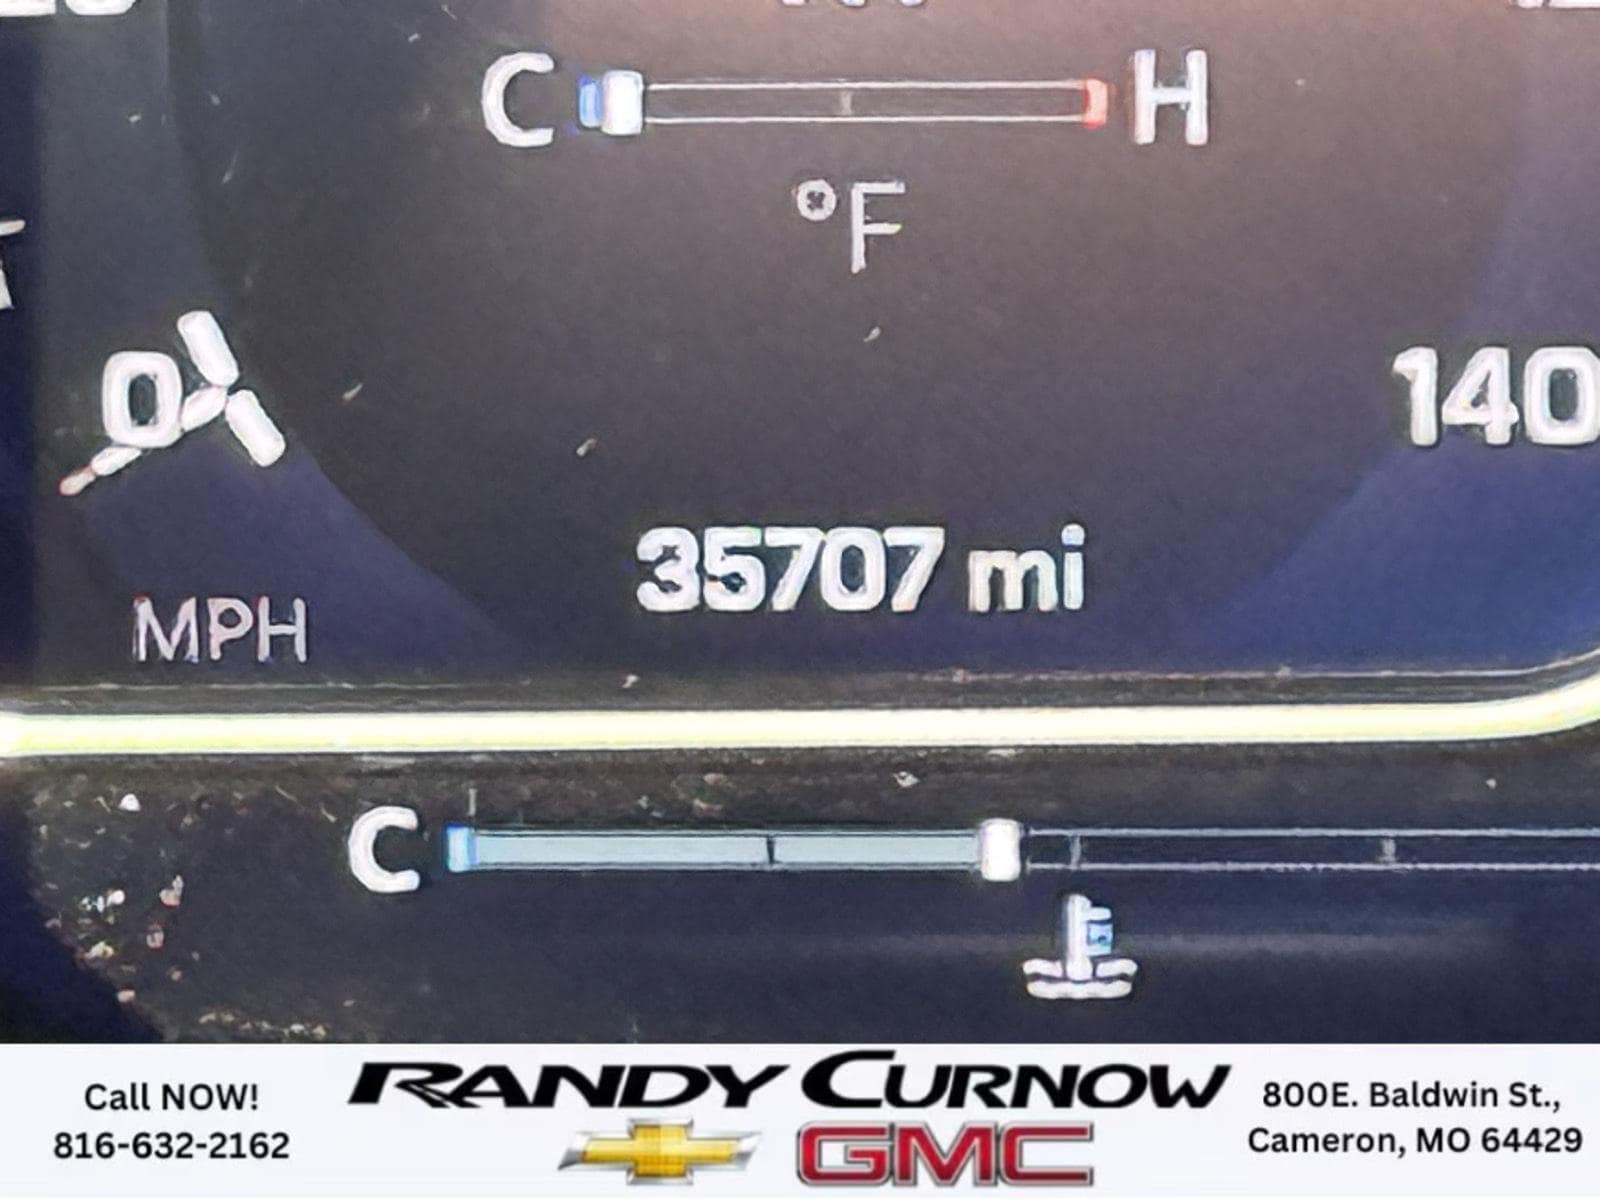 C H
°F
0 140
35707 mi
MPH
C
Call NOW!
816-632-2162
RANDY CURNOW
GMC
800E. Baldwin St.,
Cameron, MO 64429